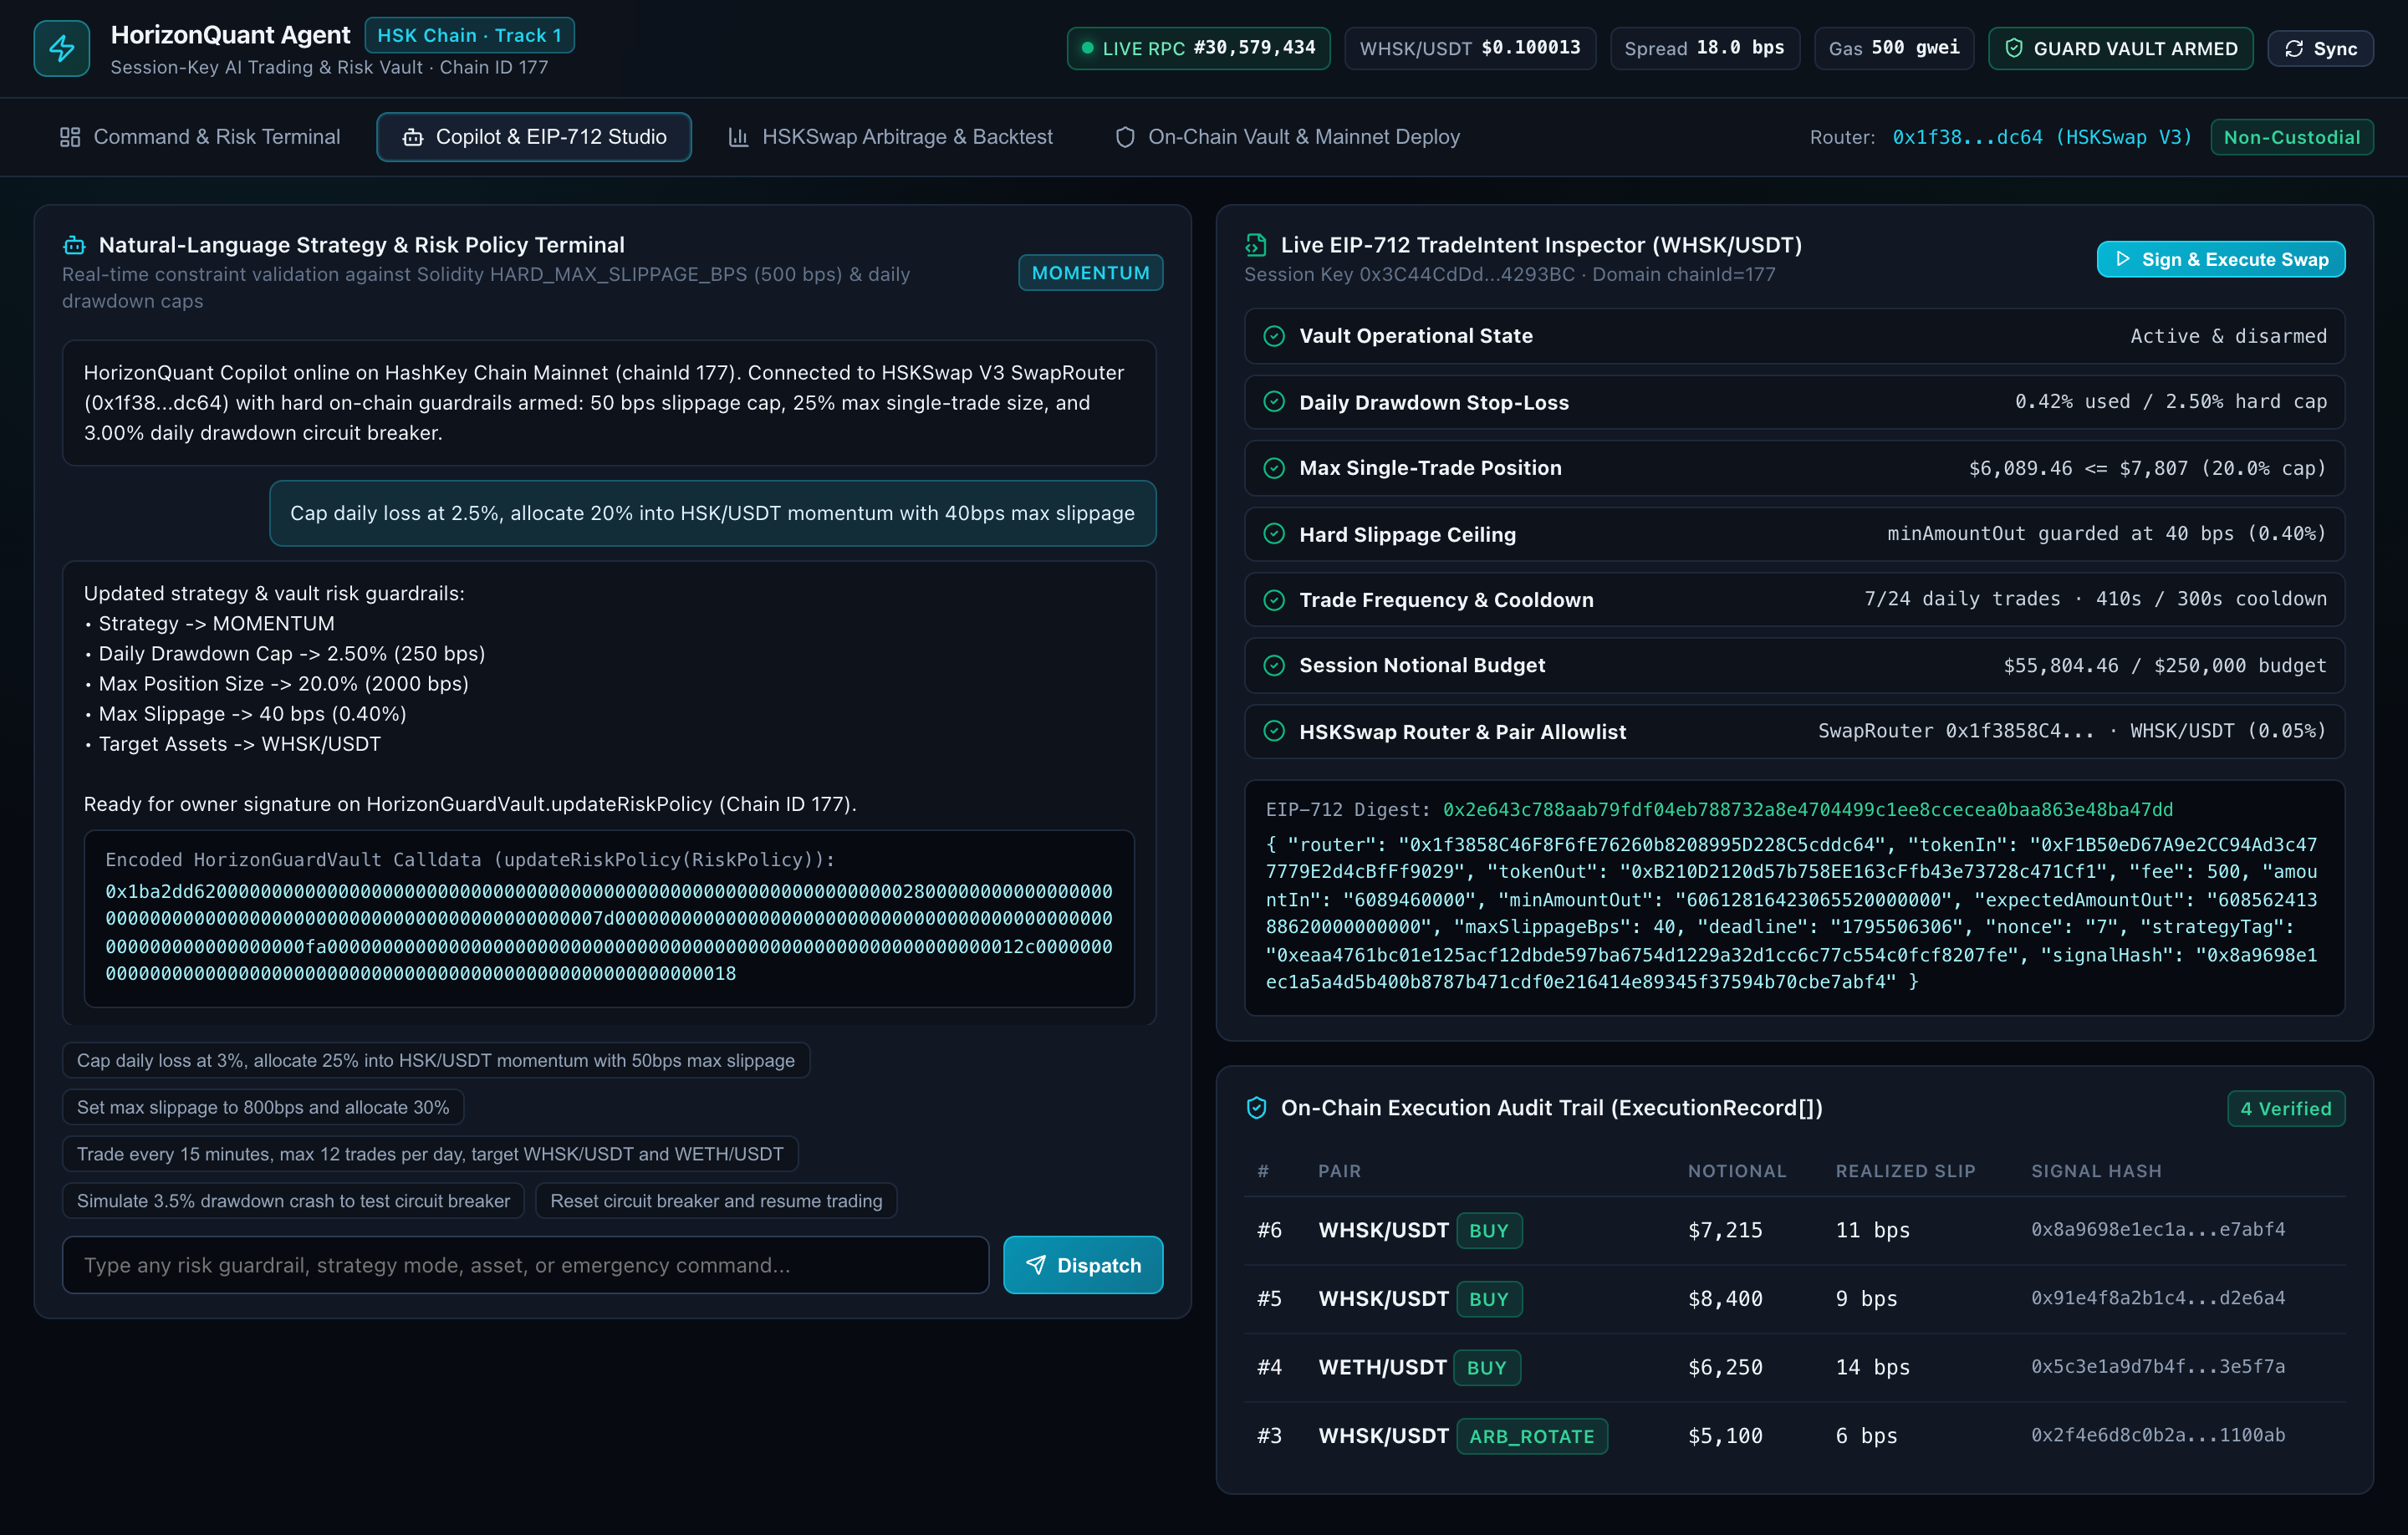 HorizonQuant Agent
HSK Chain · Track 1
Session-Key AI Trading & Risk Vault · Chain ID 177
LIVE RPC #30,579,434
WHSK/USDT $0.100013
Spread 18.0 bps
Gas 500 gwei
GUARD VAULT ARMED
Sync
Command & Risk Terminal
Copilot & EIP-712 Studio
HSKSwap Arbitrage & Backtest
On-Chain Vault & Mainnet Deploy
Router: 0x1f38...dc64 (HSKSwap V3)
Non-Custodial
Natural-Language Strategy & Risk Policy Terminal
Real-time constraint validation against Solidity HARD_MAX_SLIPPAGE_BPS (500 bps) & daily
drawdown caps
MOMENTUM
HorizonQuant Copilot online on HashKey Chain Mainnet (chainId 177). Connected to HSKSwap V3 SwapRouter
(0x1f38...dc64) with hard on-chain guardrails armed: 50 bps slippage cap, 25% max single-trade size, and
3.00% daily drawdown circuit breaker.
Cap daily loss at 2.5%, allocate 20% into HSK/USDT momentum with 40bps max slippage
Updated strategy & vault risk guardrails:
• Strategy -> MOMENTUM
• Daily Drawdown Cap -> 2.50% (250 bps)
• Max Position Size -> 20.0% (2000 bps)
• Max Slippage -> 40 bps (0.40%)
• Target Assets -> WHSK/USDT
Ready for owner signature on HorizonGuardVault.updateRiskPolicy (Chain ID 177).
Encoded HorizonGuardVault Calldata (updateRiskPolicy(RiskPolicy)):
0x1ba2dd62000000000000000000000000000000000000000000000000000000000000002800000000000000
000000000000000000000000000000000000000000000007d000000000000000000000000000000000000000
0000000000000000000fa000000000000000000000000000000000000000000000000000000000000012c0000000
00000000000000000000000000000000000000000000000000000018
Cap daily loss at 3%, allocate 25% into HSK/USDT momentum with 50bps max slippage
Set max slippage to 800bps and allocate 30%
Trade every 15 minutes, max 12 trades per day, target WHSK/USDT and WETH/USDT
Simulate 3.5% drawdown crash to test circuit breaker
Reset circuit breaker and resume trading
Type any risk guardrail, strategy mode, asset, or emergency command...
Dispatch
Live EIP-712 TradeIntent Inspector (WHSK/USDT)
Session Key 0x3C44CdDd...4293BC · Domain chainId=177
Sign & Execute Swap
Vault Operational State
Active & disarmed
Daily Drawdown Stop-Loss
0.42% used / 2.50% hard cap
Max Single-Trade Position
$6,089.46 <= $7,807 (20.0% cap)
Hard Slippage Ceiling
minAmountOut guarded at 40 bps (0.40%)
Trade Frequency & Cooldown
7/24 daily trades · 410s / 300s cooldown
Session Notional Budget
$55,804.46 / $250,000 budget
HSKSwap Router & Pair Allowlist
SwapRouter 0x1f3858C4... · WHSK/USDT (0.05%)
EIP-712 Digest: 0x2e643c788aab79fdf04eb788732a8e4704499c1ee8ccecea0baa863e48ba47dd
{ "router": "0x1f3858C46F8F6fE76260b8208995D228C5cddc64", "tokenIn": "0xF1B50eD67A9e2CC94Ad3c47
7779E2d4cBfFf9029", "tokenOut": "0xB210D2120d57b758EE163cFfb43e73728c471Cf1", "fee": 500, "amou
ntIn": "6089460000", "minAmountOut": "60612816423065520000000", "expectedAmountOut": "608562413
88620000000000", "maxSlippageBps": 40, "deadline": "1795506306", "nonce": "7", "strategyTag":
"0xeaa4761bc01e125acf12dbde597ba6754d1229a32d1cc6c77c554c0fcf8207fe", "signalHash": "0x8a9698e1
ec1a5a4d5b400b8787b471cdf0e216414e89345f37594b70cbe7abf4" }
On-Chain Execution Audit Trail (ExecutionRecord[])
4 Verified
# PAIR NOTIONAL REALIZED SLIP SIGNAL HASH
#6 WHSK/USDT BUY $7,215 11 bps 0x8a9698e1ec1a...e7abf4
#5 WHSK/USDT BUY $8,400 9 bps 0x91e4f8a2b1c4...d2e6a4
#4 WETH/USDT BUY $6,250 14 bps 0x5c3e1a9d7b4f...3e5f7a
#3 WHSK/USDT ARB_ROTATE $5,100 6 bps 0x2f4e6d8c0b2a...1100ab